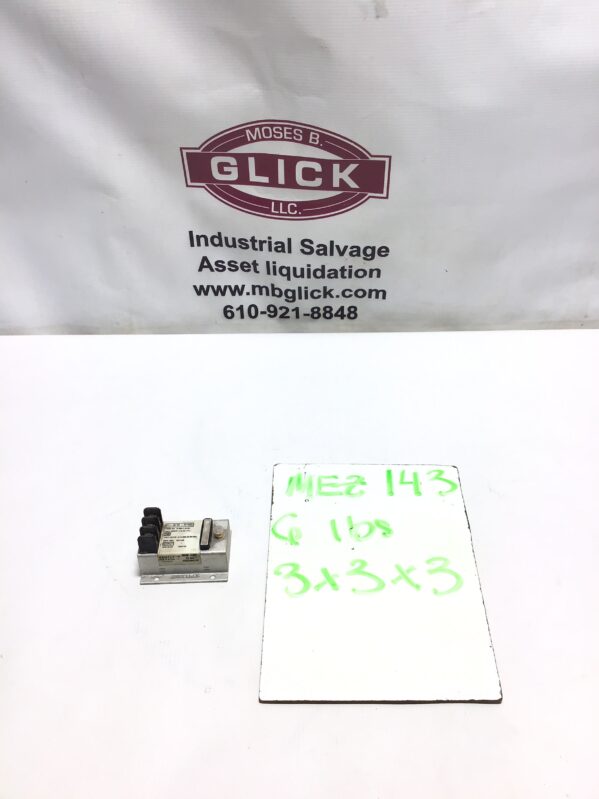 MOSES B.
GLICK
LLC.
Industrial Salvage
Asset liquidation
www.mbglick.com
610-921-8848
MEZ 143
6 lbs
3x3x3